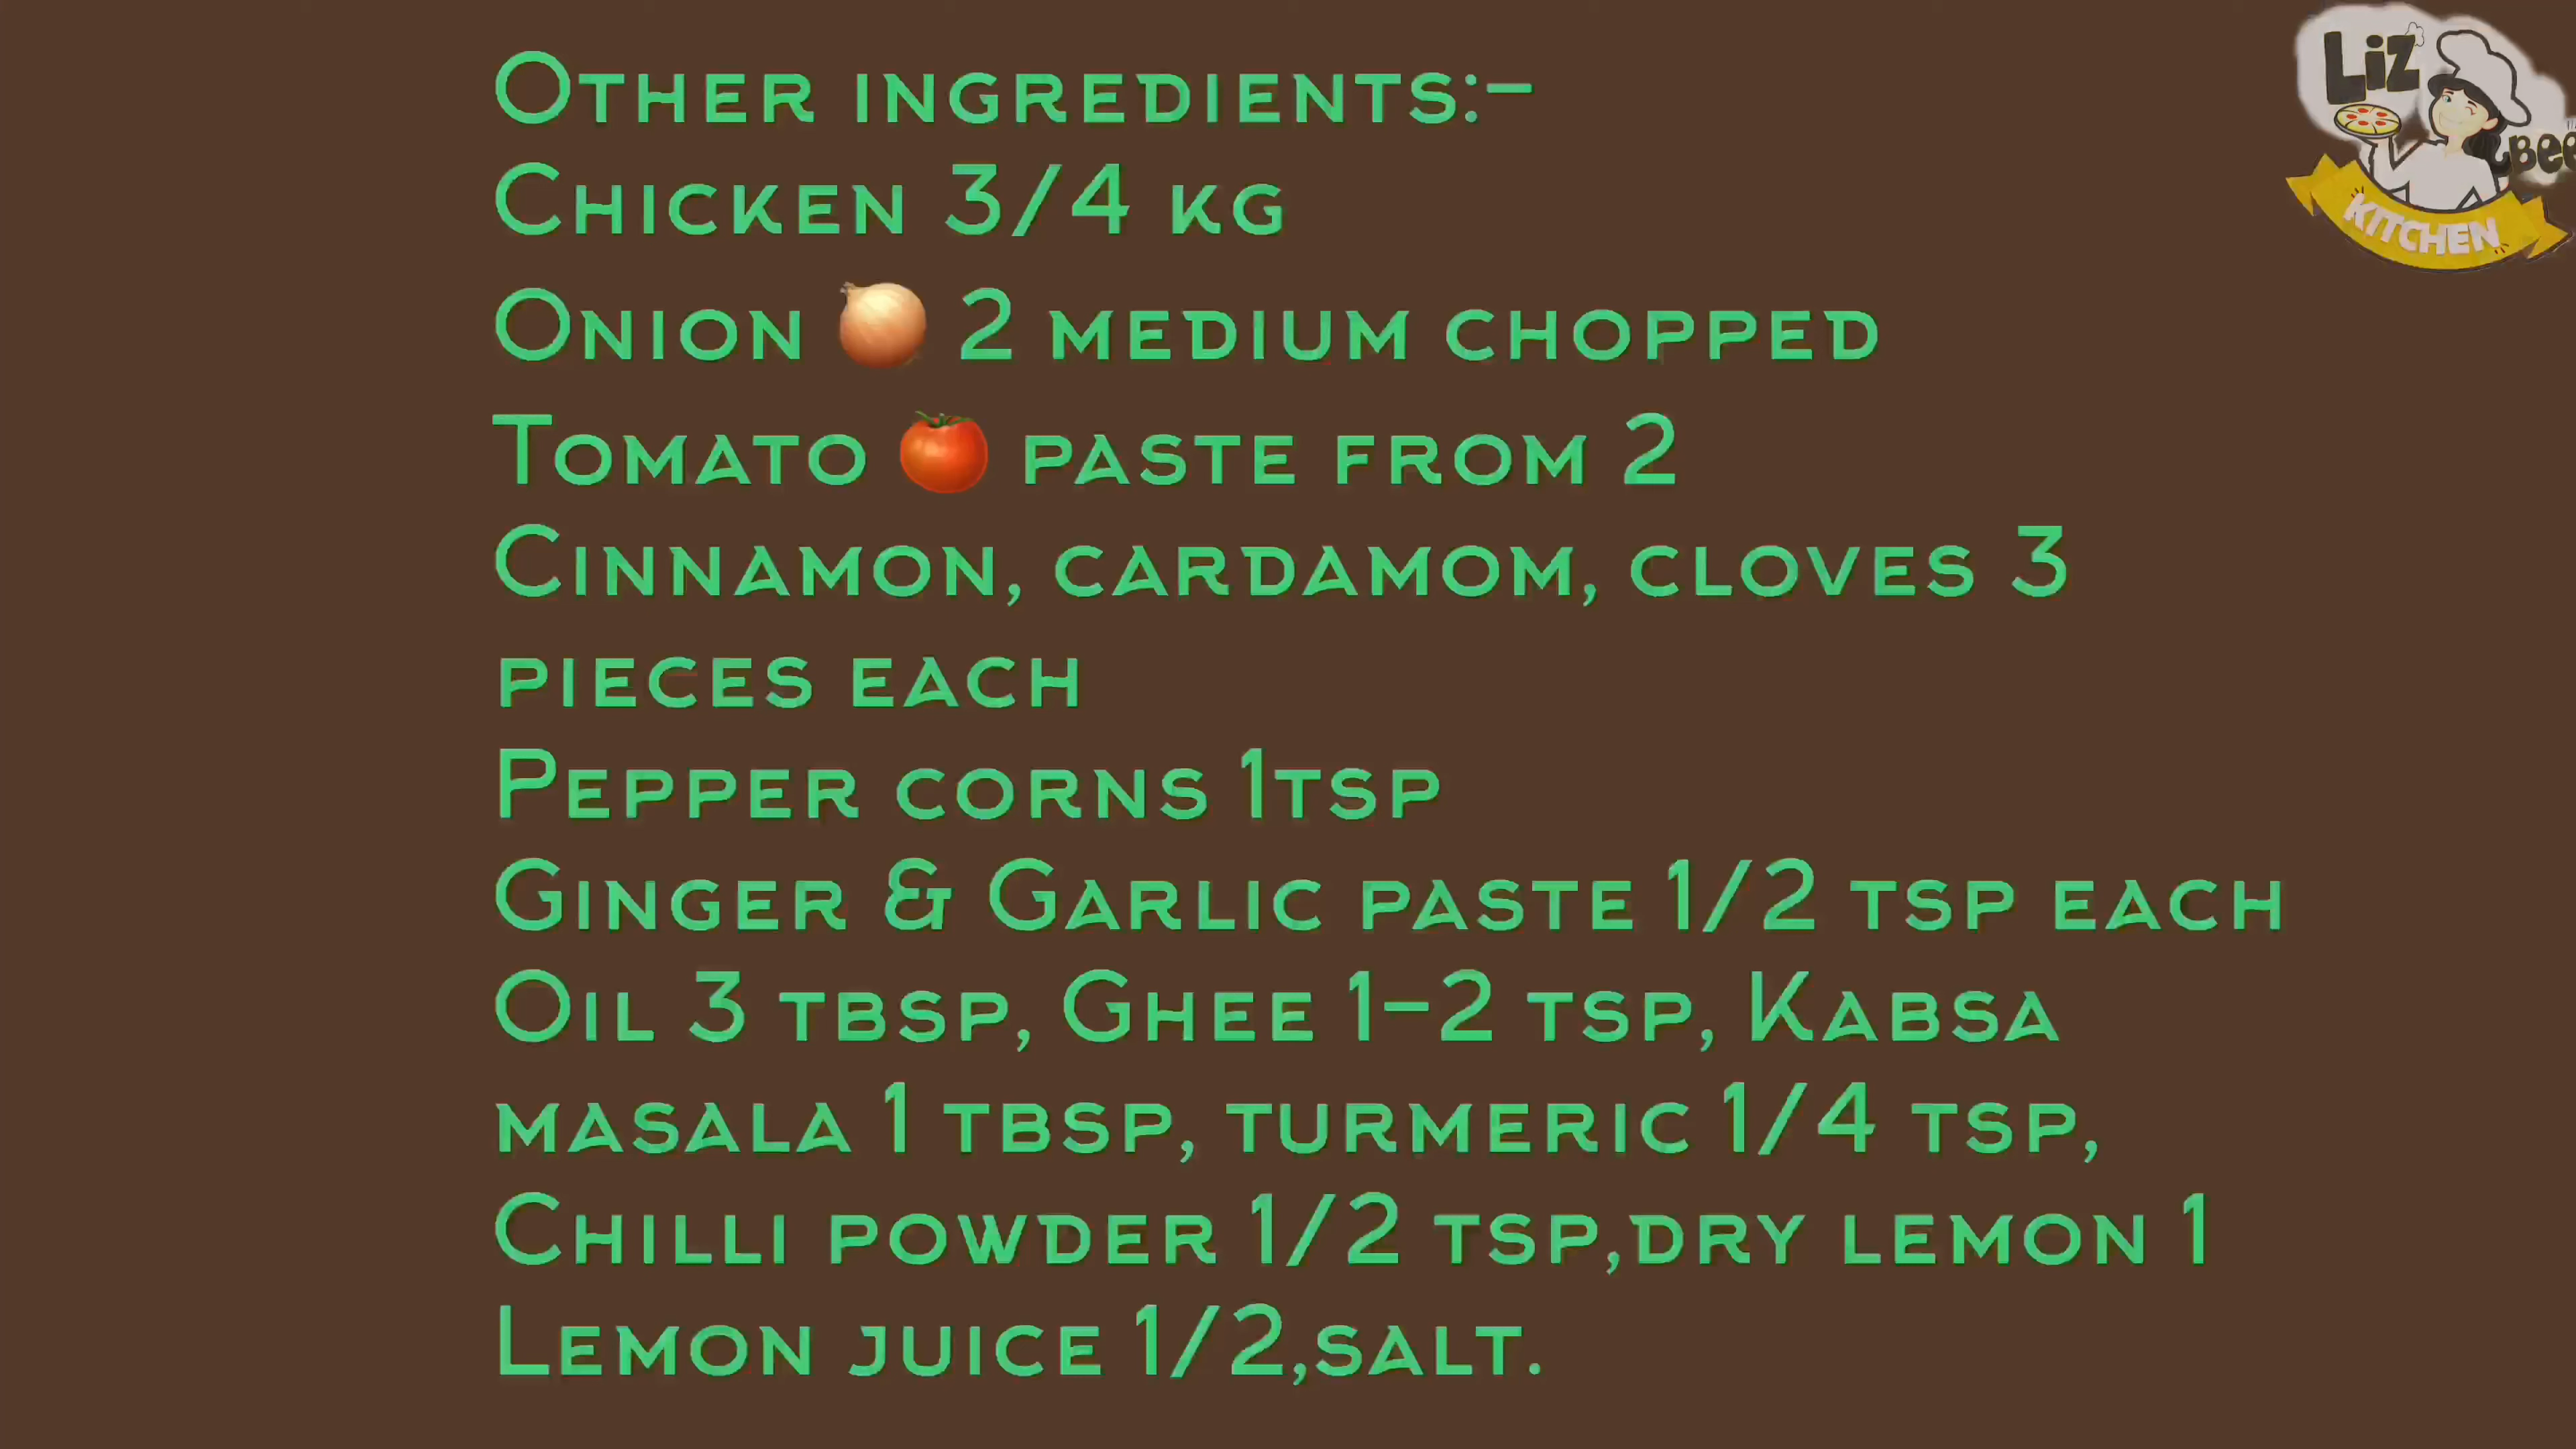 Other ingredients:-
Chicken 3/4 kg
Onion 2 medium chopped
Tomato paste from 2
Cinnamon, cardamom, cloves 3
pieces each
Pepper corns 1tsp
Ginger & Garlic paste 1/2 tsp each
Oil 3 tbsp, Ghee 1-2 tsp, Kabsa
masala 1 tbsp, turmeric 1/4 tsp,
Chilli powder 1/2 tsp,dry lemon 1
Lemon juice 1/2,salt.
Liz
Bee
KITCHEN